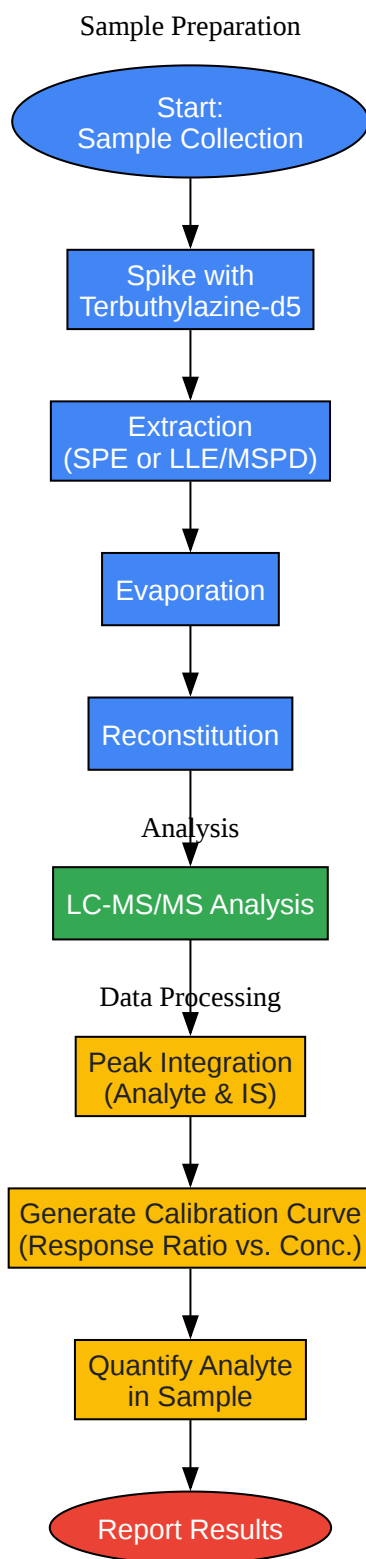 Sample Preparation
Start:
Sample Collection
Spike with
Terbuthylazine-d5
Extraction
(SPE or LLE/MSPD)
Evaporation
Reconstitution
Analysis
LC-MS/MS Analysis
Data Processing
Peak Integration
(Analyte & IS)
Generate Calibration Curve
(Response Ratio vs. Conc.)
Quantify Analyte
in Sample
Report Results